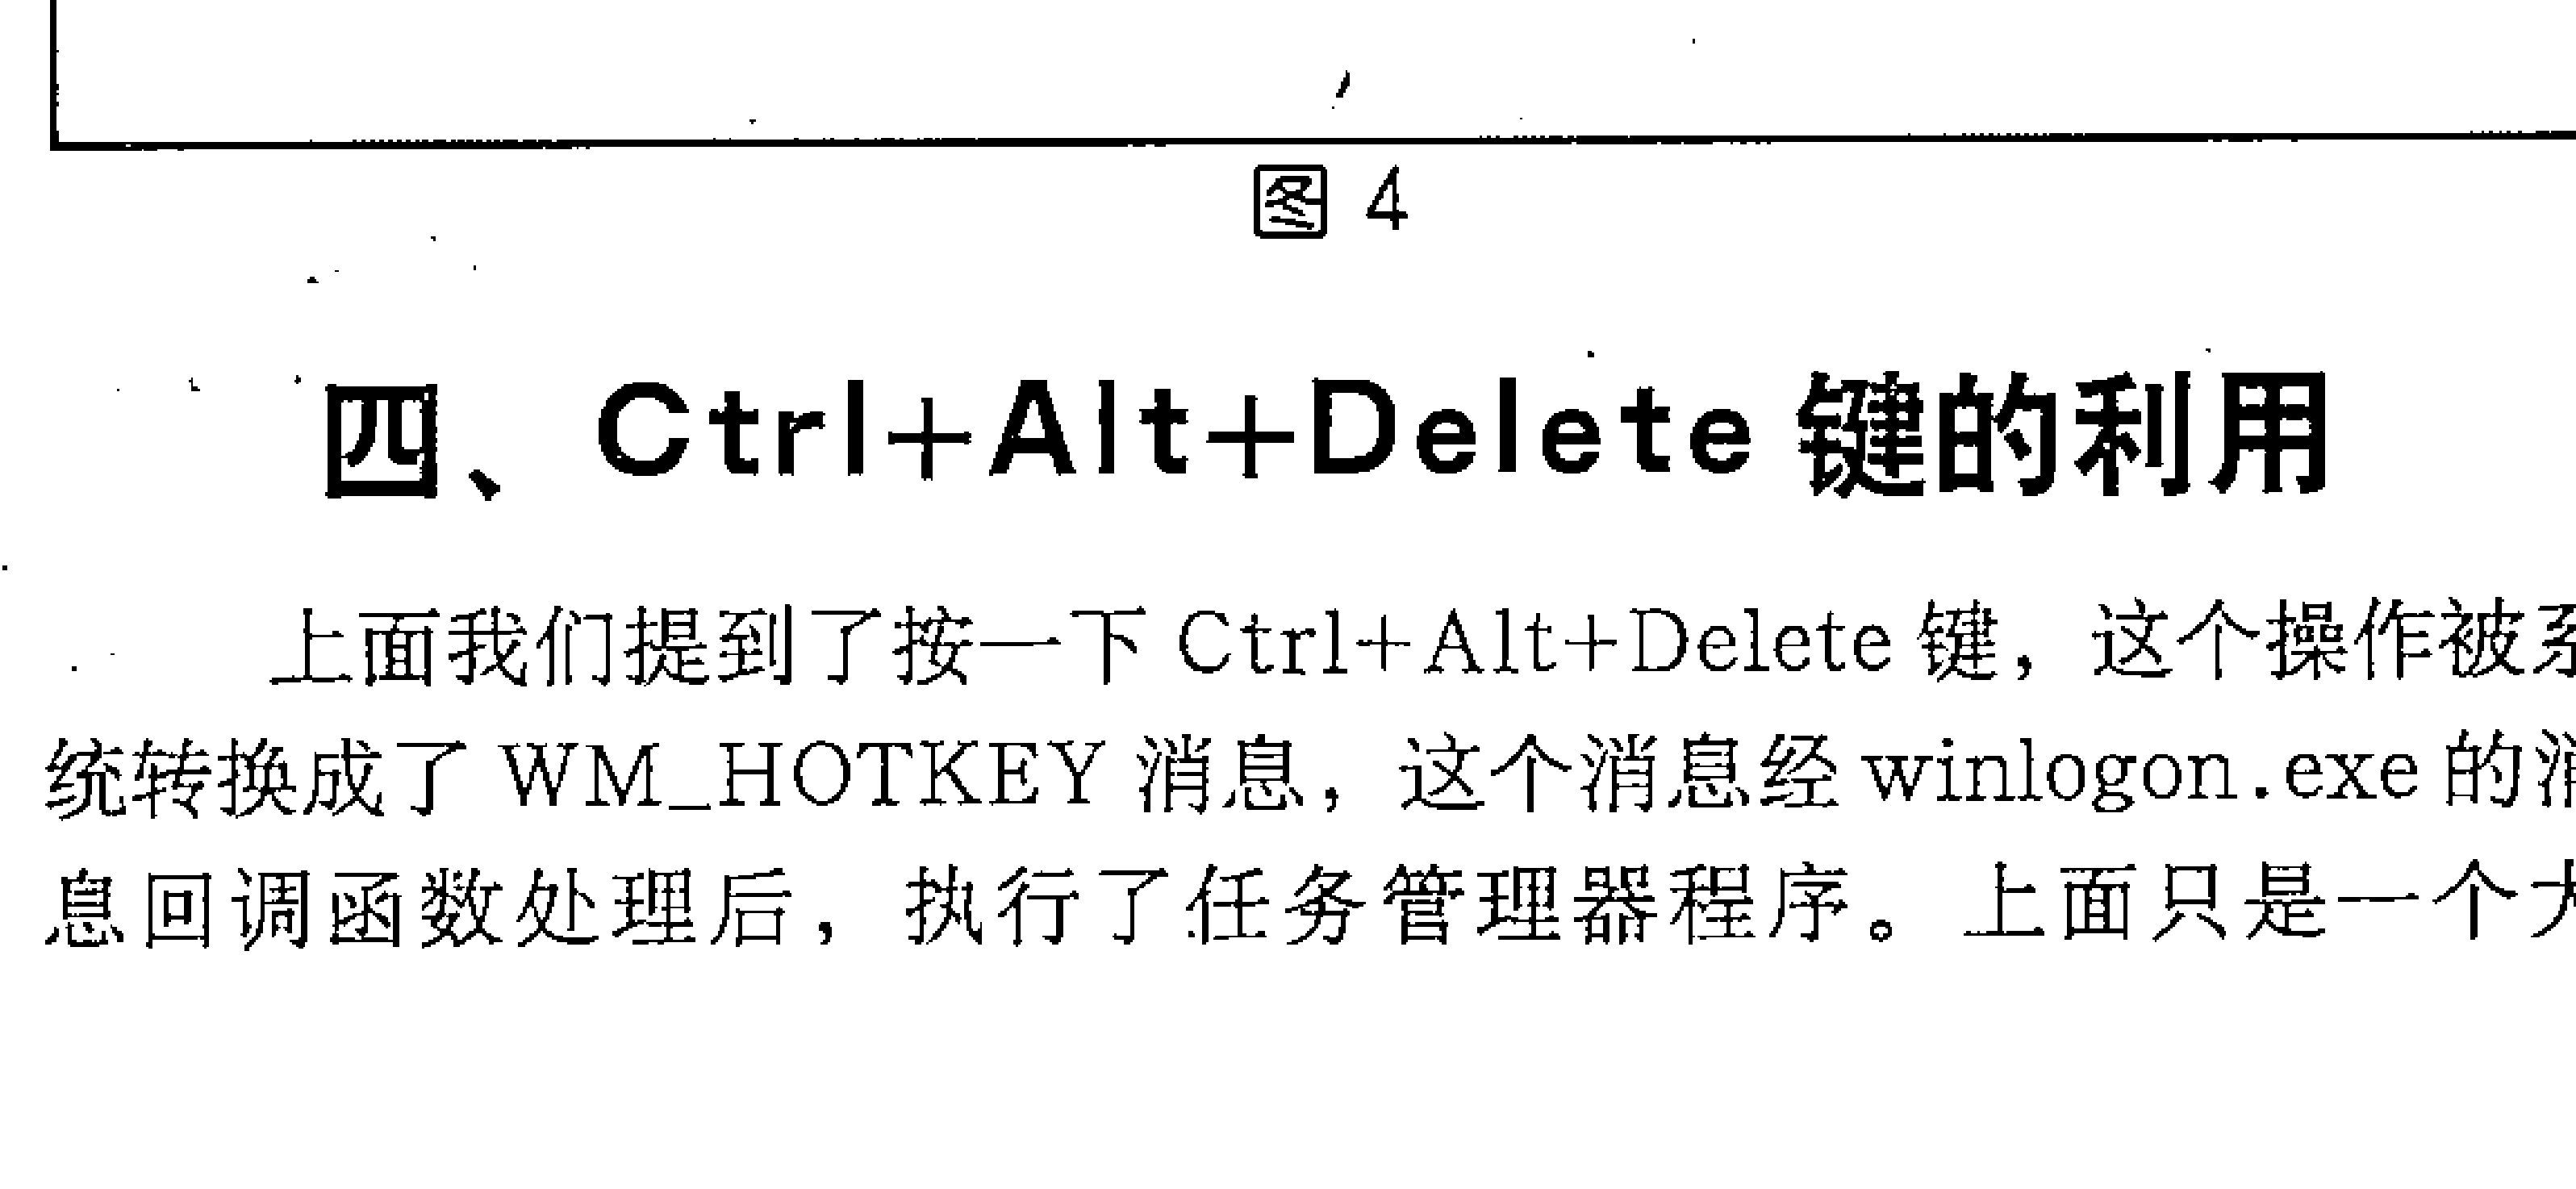 图 4
四、Ctrl+Alt+Delete 键的利用
上面我们提到了按一下 Ctrl+Alt+Delete 键，这个操作被系
统转换成了 WM_HOTKEY 消息，这个消息经 winlogon.exe 的消
息回调函数处理后，执行了任务管理器程序。上面只是一个大